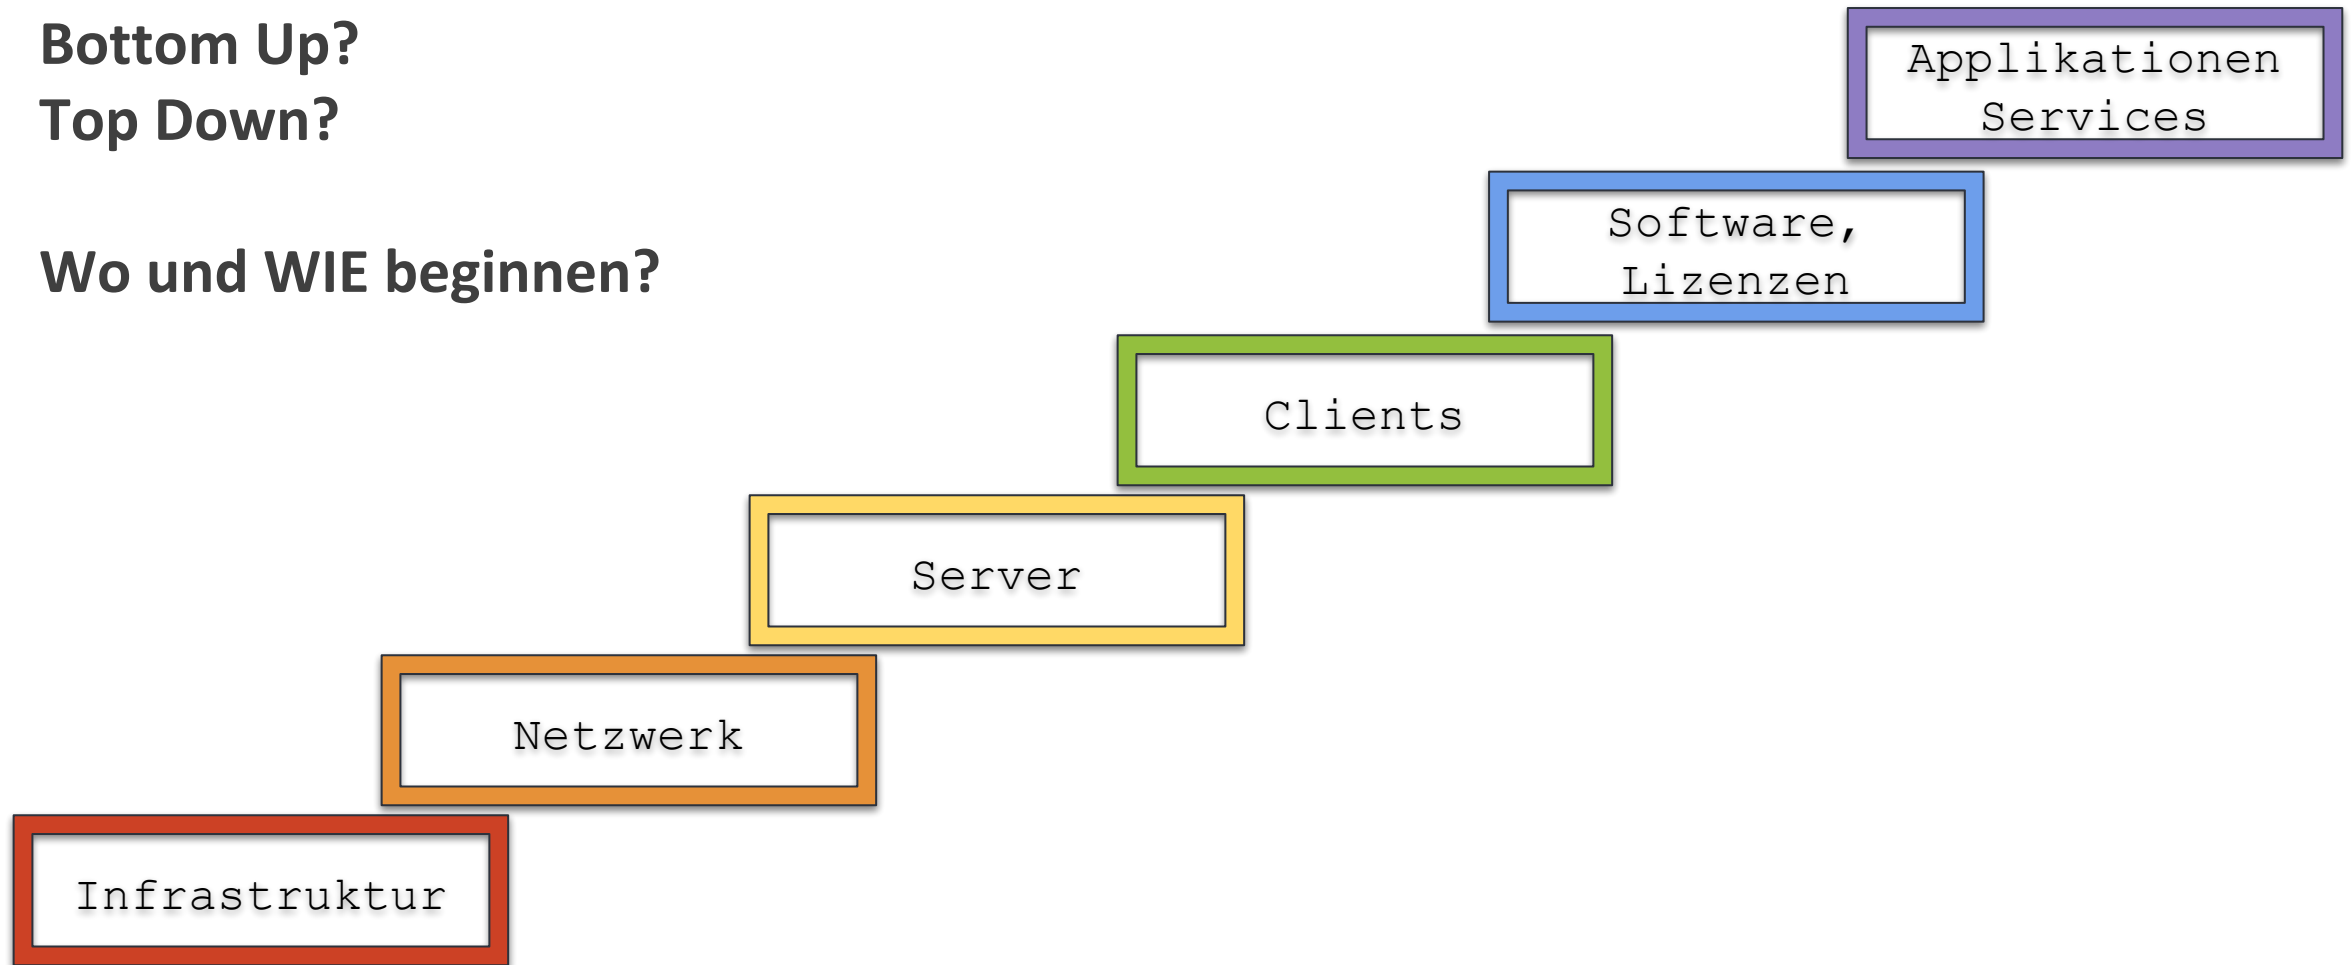 Bottom Up?
Top Down?
Wo und WIE beginnen?
Applikationen
Services
Software,
Lizenzen
Clients
Server
Netzwerk
Infrastruktur